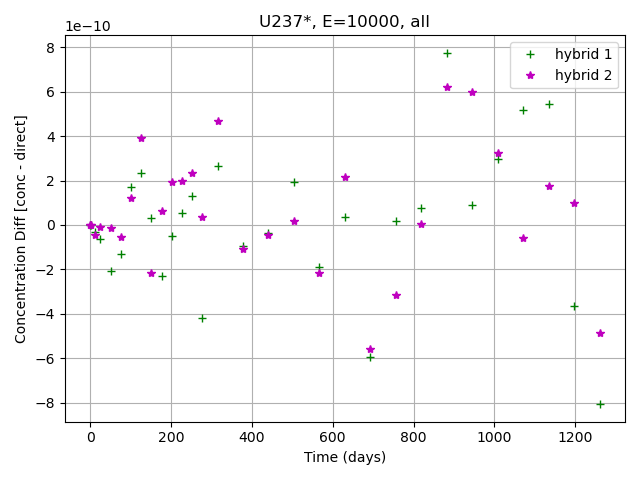 U237*, E=10000, all
1e−10
hybrid 1
hybrid 2
8
6
4
2
0
−2
−4
−6
−8
Concentration Diff [conc - direct]
0 200 400 600 800 1000 1200
Time (days)